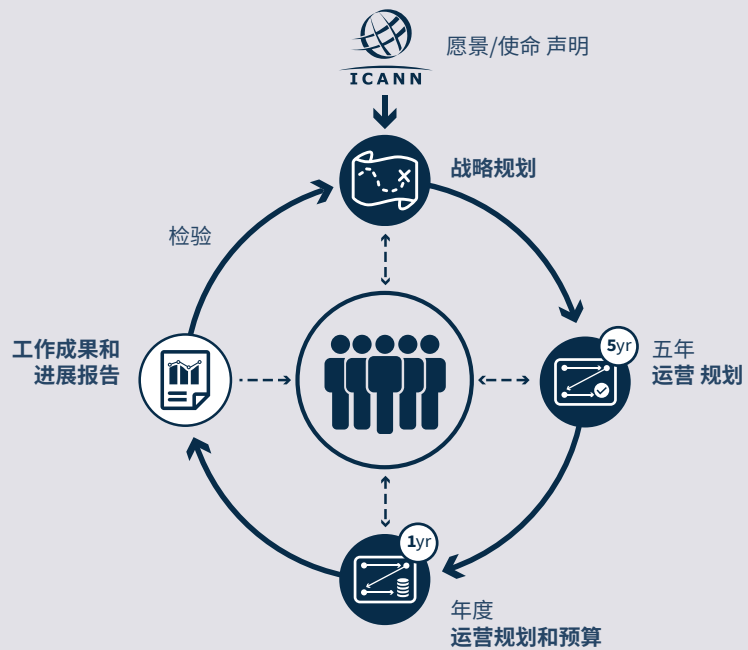 愿景/使命 声明
ICANN
战略规划
检验
工作成果和
进展报告
5yr
五年
运营 规划
1yr
年度
运营规划和预算